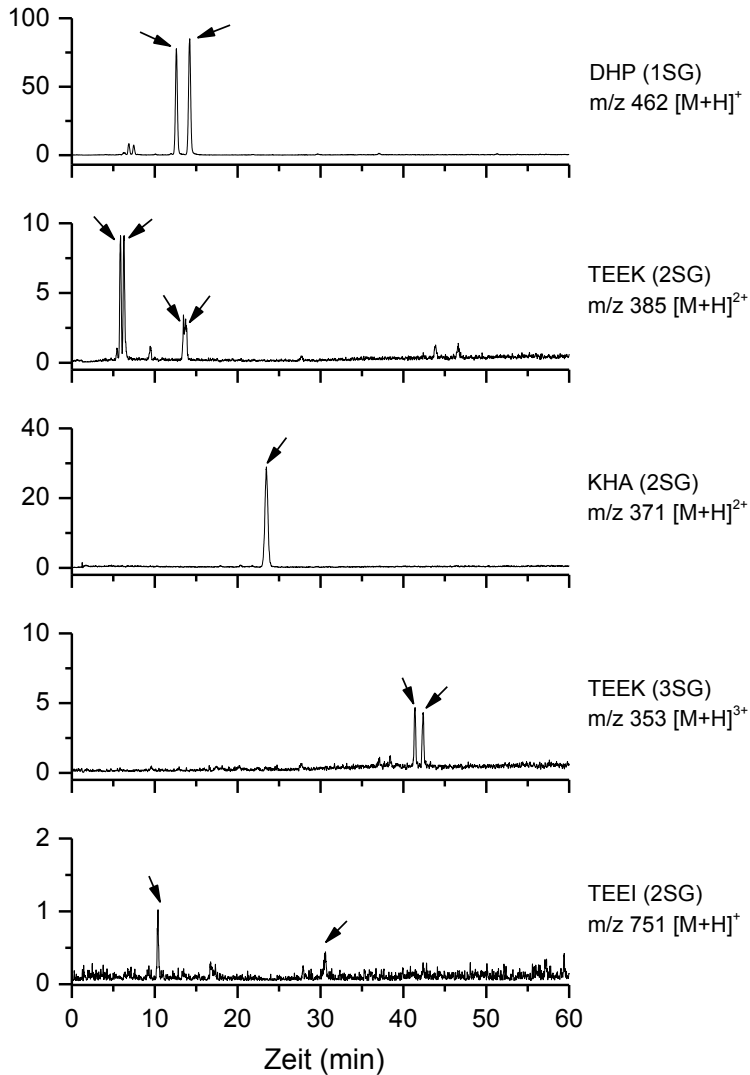 100
50
0
DHP (1SG)
m/z 462 [M+H]+
10
5
0
TEEK (2SG)
m/z 385 [M+H]2+
40
20
0
KHA (2SG)
m/z 371 [M+H]2+
10
5
0
TEEK (3SG)
m/z 353 [M+H]3+
2
1
0
TEEI (2SG)
m/z 751 [M+H]+
0 10 20 30 40 50 60
Zeit (min)